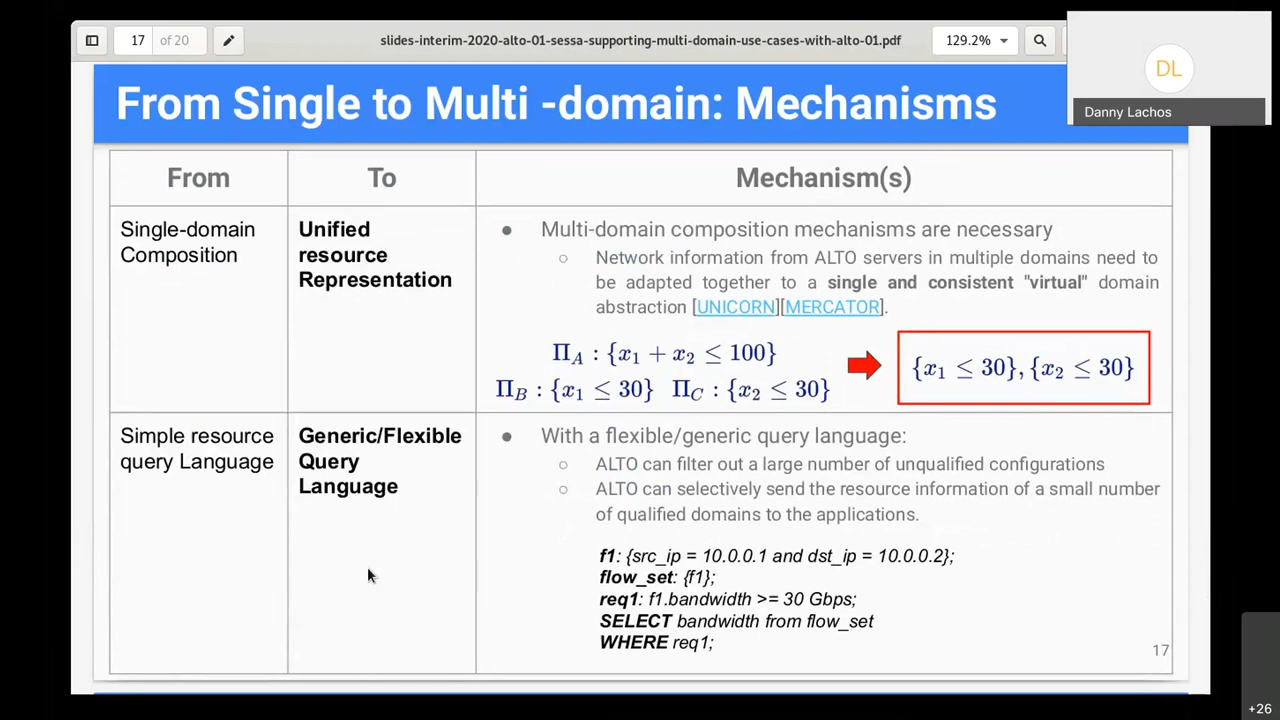 17 of 20
slides-interim-2020-alto-01-sessa-supporting-multi-domain-use-cases-with-alto-01.pdf
129.2%
DL
Danny Lachos
From Single to Multi -domain: Mechanisms
From To Mechanism(s)
Single-domain
Composition
Unified
resource
Representation
● Multi-domain composition mechanisms are necessary
○ Network information from ALTO servers in multiple domains need to
be adapted together to a single and consistent "virtual" domain
abstraction [UNICORN][MERCATOR].
Π_A : {x₁ + x₂ ≤ 100}
Π_B : {x₁ ≤ 30} Π_C : {x₂ ≤ 30}
{x₁ ≤ 30}, {x₂ ≤ 30}
Simple resource
query Language
Generic/Flexible
Query
Language
● With a flexible/generic query language:
○ ALTO can filter out a large number of unqualified configurations
○ ALTO can selectively send the resource information of a small number
of qualified domains to the applications.
f1: {src_ip = 10.0.0.1 and dst_ip = 10.0.0.2};
flow_set: {f1};
req1: f1.bandwidth >= 30 Gbps;
SELECT bandwidth from flow_set
WHERE req1;
17
+26